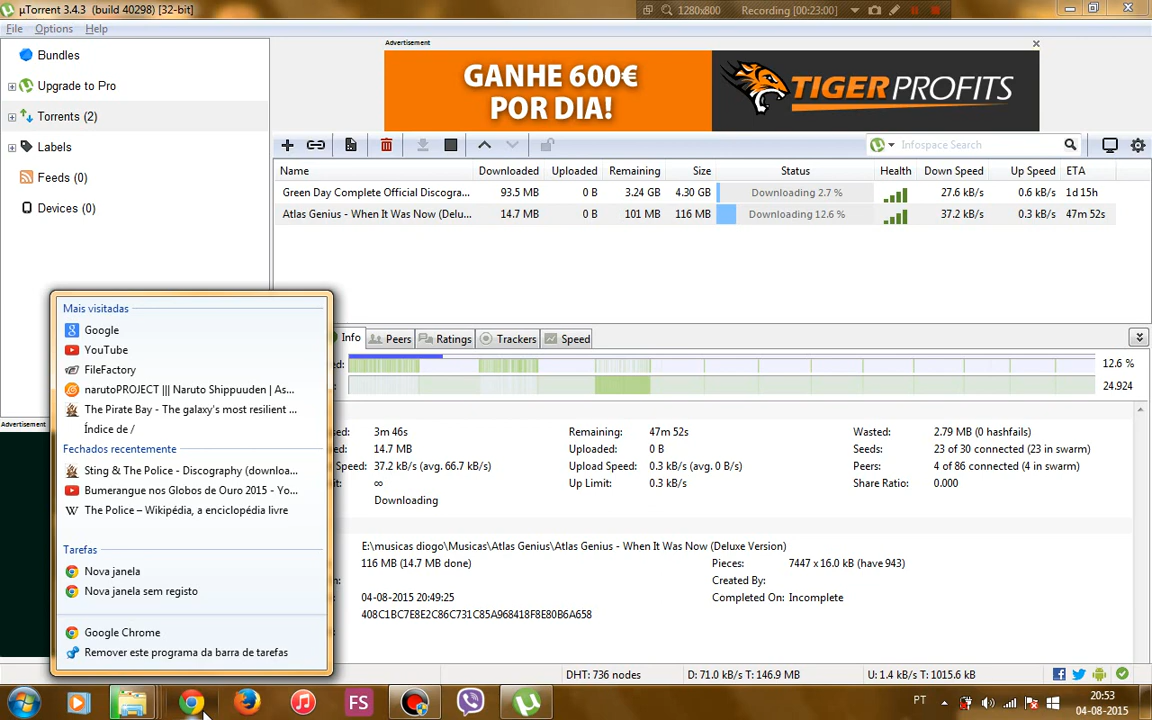 µTorrent 3.4.3 (build 40298) [32-bit]
1280x800 Recording [00:23:00]
File Options Help
Bundles
Upgrade to Pro
Torrents (2)
Labels
Feeds (0)
Devices (0)
Advertisement
GANHE 600€
POR DIA!
TIGER PROFITS
Infospace Search
Name Downloaded Uploaded Remaining Size Status Health Down Speed Up Speed ETA
Green Day Complete Official Discogra... 93.5 MB 0 B 3.24 GB 4.30 GB Downloading 2.7 % 27.6 kB/s 0.6 kB/s 1d 15h
Atlas Genius - When It Was Now (Delu... 14.7 MB 0 B 101 MB 116 MB Downloading 12.6 % 37.2 kB/s 0.3 kB/s 47m 52s
Mais visitadas
Google
YouTube
FileFactory
narutoPROJECT ||| Naruto Shippuuden | As...
The Pirate Bay - The galaxy's most resilient ...
Índice de /
Fechados recentemente
Sting & The Police - Discography (downloa...
Bumerangue nos Globos de Ouro 2015 - Yo...
The Police – Wikipédia, a enciclopédia livre
Tarefas
Nova janela
Nova janela sem registo
Google Chrome
Remover este programa da barra de tarefas
Advertisement
Info Peers Ratings Trackers Speed
ed: 12.6 %
: 24.924
sed: 3m 46s Remaining: 47m 52s Wasted: 2.79 MB (0 hashfails)
ed: 14.7 MB Uploaded: 0 B Seeds: 23 of 30 connected (23 in swarm)
Speed: 37.2 kB/s (avg. 66.7 kB/s) Upload Speed: 0.3 kB/s (avg. 0 B/s) Peers: 4 of 86 connected (4 in swarm)
it: ∞ Up Limit: 0.3 kB/s Share Ratio: 0.000
Downloading
E:\musicas diogo\Musicas\Atlas Genius\Atlas Genius - When It Was Now (Deluxe Version)
116 MB (14.7 MB done) Pieces: 7447 x 16.0 kB (have 943)
Created By:
04-08-2015 20:49:25 Completed On: Incomplete
408C1BC7E8E2C86C731C85A968418F8E80B6A658
DHT: 736 nodes D: 71.0 kB/s T: 146.9 MB U: 1.4 kB/s T: 1015.6 kB
FS
PT
20:53
04-08-2015